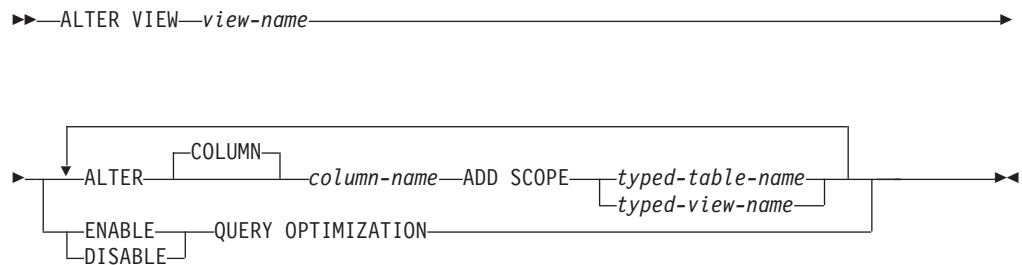 ALTER VIEW view-name
COLUMN
ALTER column-name ADD SCOPE typed-table-name
typed-view-name
ENABLE QUERY OPTIMIZATION
DISABLE